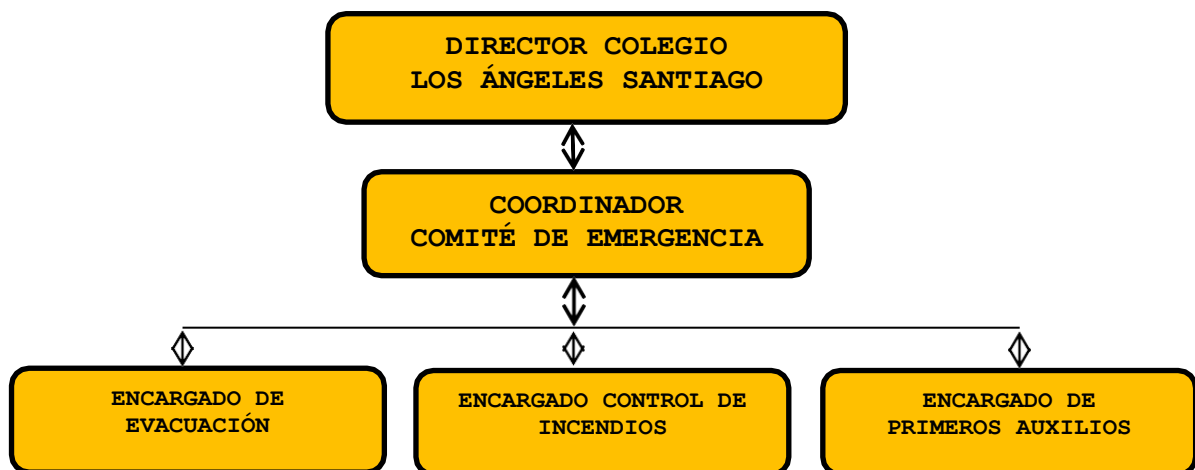 DIRECTOR COLEGIO
LOS ÁNGELES SANTIAGO
COORDINADOR
COMITÉ DE EMERGENCIA
ENCARGADO DE
EVACUACIÓN
ENCARGADO CONTROL DE
INCENDIOS
ENCARGADO DE
PRIMEROS AUXILIOS